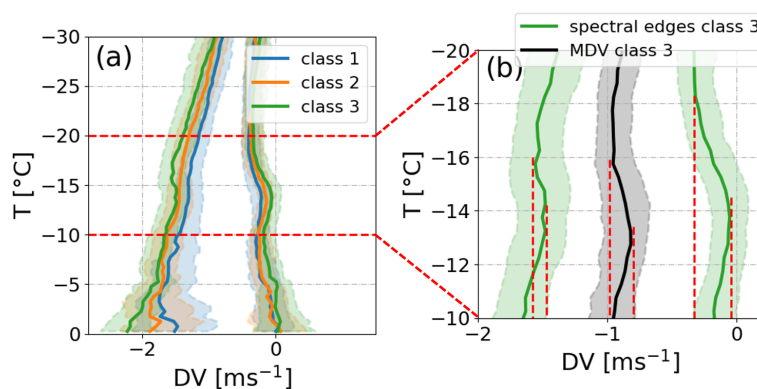 (a)
class 1
class 2
class 3
T [°C]
−30
−25
−20
−15
−10
−5
0
−2
0
DV [ms⁻¹]
spectral edges class 3
MDV class 3
(b)
T [°C]
−20
−18
−16
−14
−12
−10
−2
−1
0
DV [ms⁻¹]